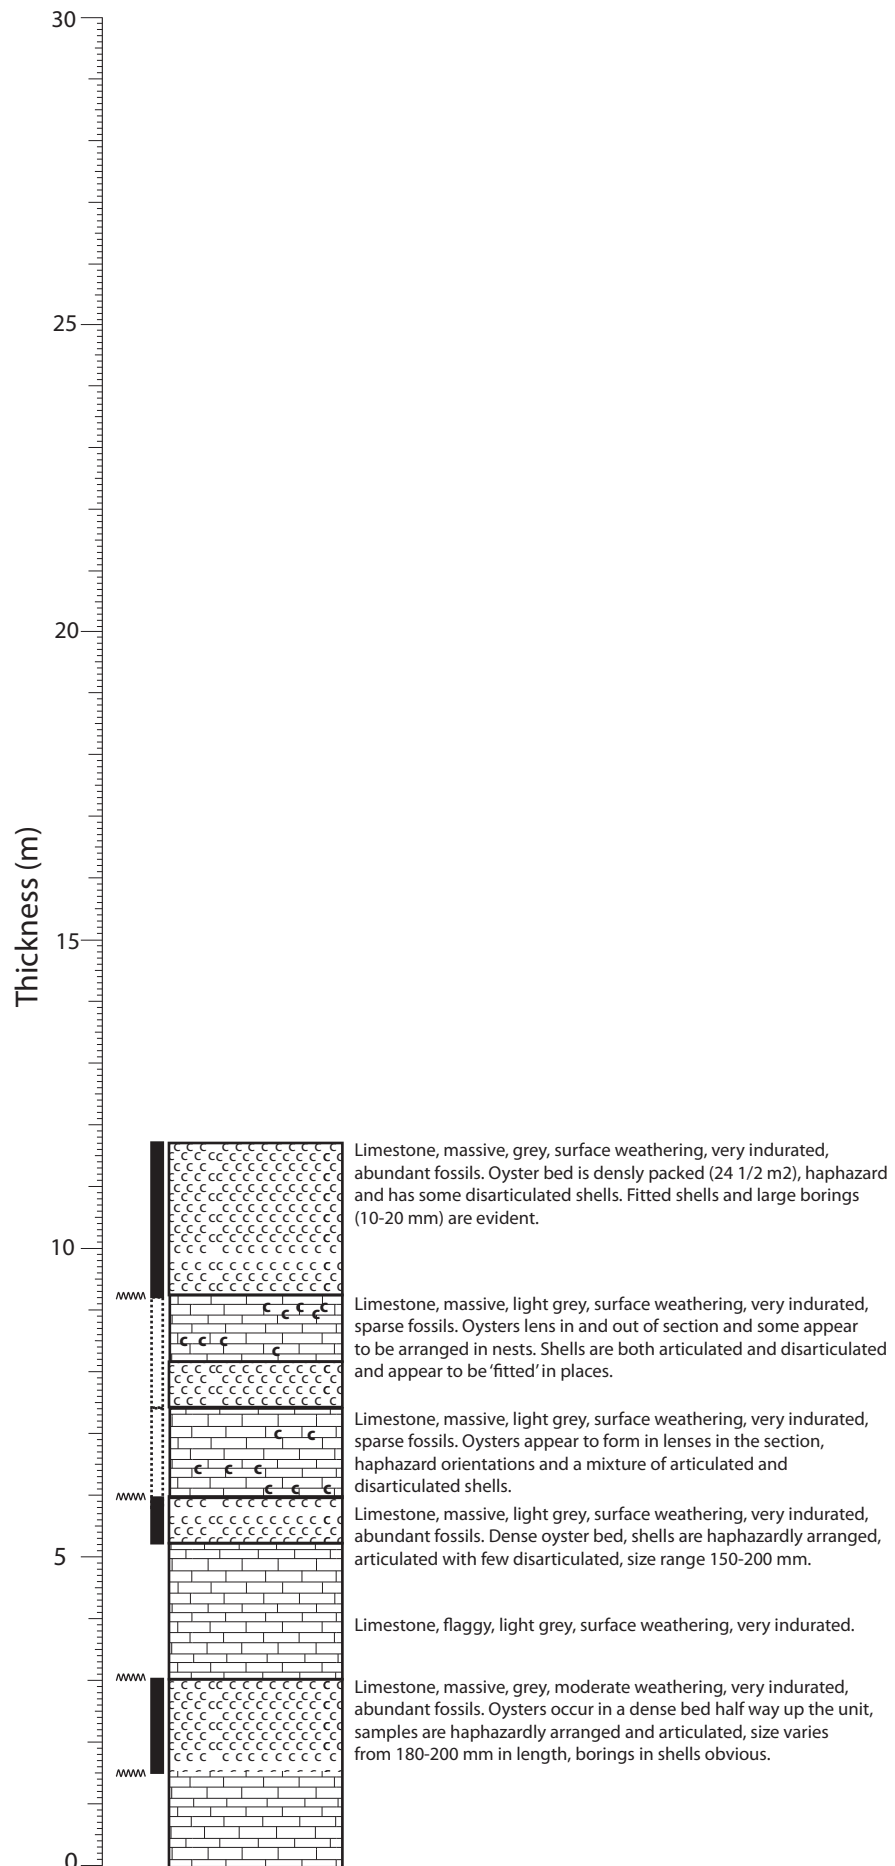 30
25
20
15
10
5
0
Thickness (m)
Limestone, massive, grey, surface weathering, very indurated,
abundant fossils. Oyster bed is densly packed (24 1/2 m2), haphazard
and has some disarticulated shells. Fitted shells and large borings
(10-20 mm) are evident.
Limestone, massive, light grey, surface weathering, very indurated,
sparse fossils. Oysters lens in and out of section and some appear
to be arranged in nests. Shells are both articulated and disarticulated
and appear to be ‘fitted’ in places.
Limestone, massive, light grey, surface weathering, very indurated,
sparse fossils. Oysters appear to form in lenses in the section,
haphazard orientations and a mixture of articulated and
disarticulated shells.
Limestone, massive, light grey, surface weathering, very indurated,
abundant fossils. Dense oyster bed, shells are haphazardly arranged,
articulated with few disarticulated, size range 150-200 mm.
Limestone, flaggy, light grey, surface weathering, very indurated.
Limestone, massive, grey, moderate weathering, very indurated,
abundant fossils. Oysters occur in a dense bed half way up the unit,
samples are haphazardly arranged and articulated, size varies
from 180-200 mm in length, borings in shells obvious.